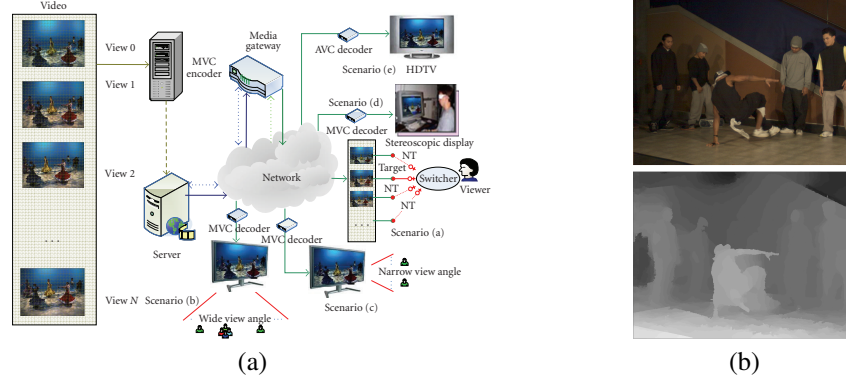 Video
View 0
View 1
View 2
. . .
View N
MVC
encoder
Server
Media
gateway
Network
AVC decoder
Scenario (e)
HDTV
Scenario (d)
MVC decoder
Stereoscopic display
NT
Target
NT
NT
. . .
Switcher
Viewer
Scenario (a)
MVC decoder
MVC decoder
Scenario (b)
Wide view angle
Scenario (c)
Narrow view angle
(a)
(b)